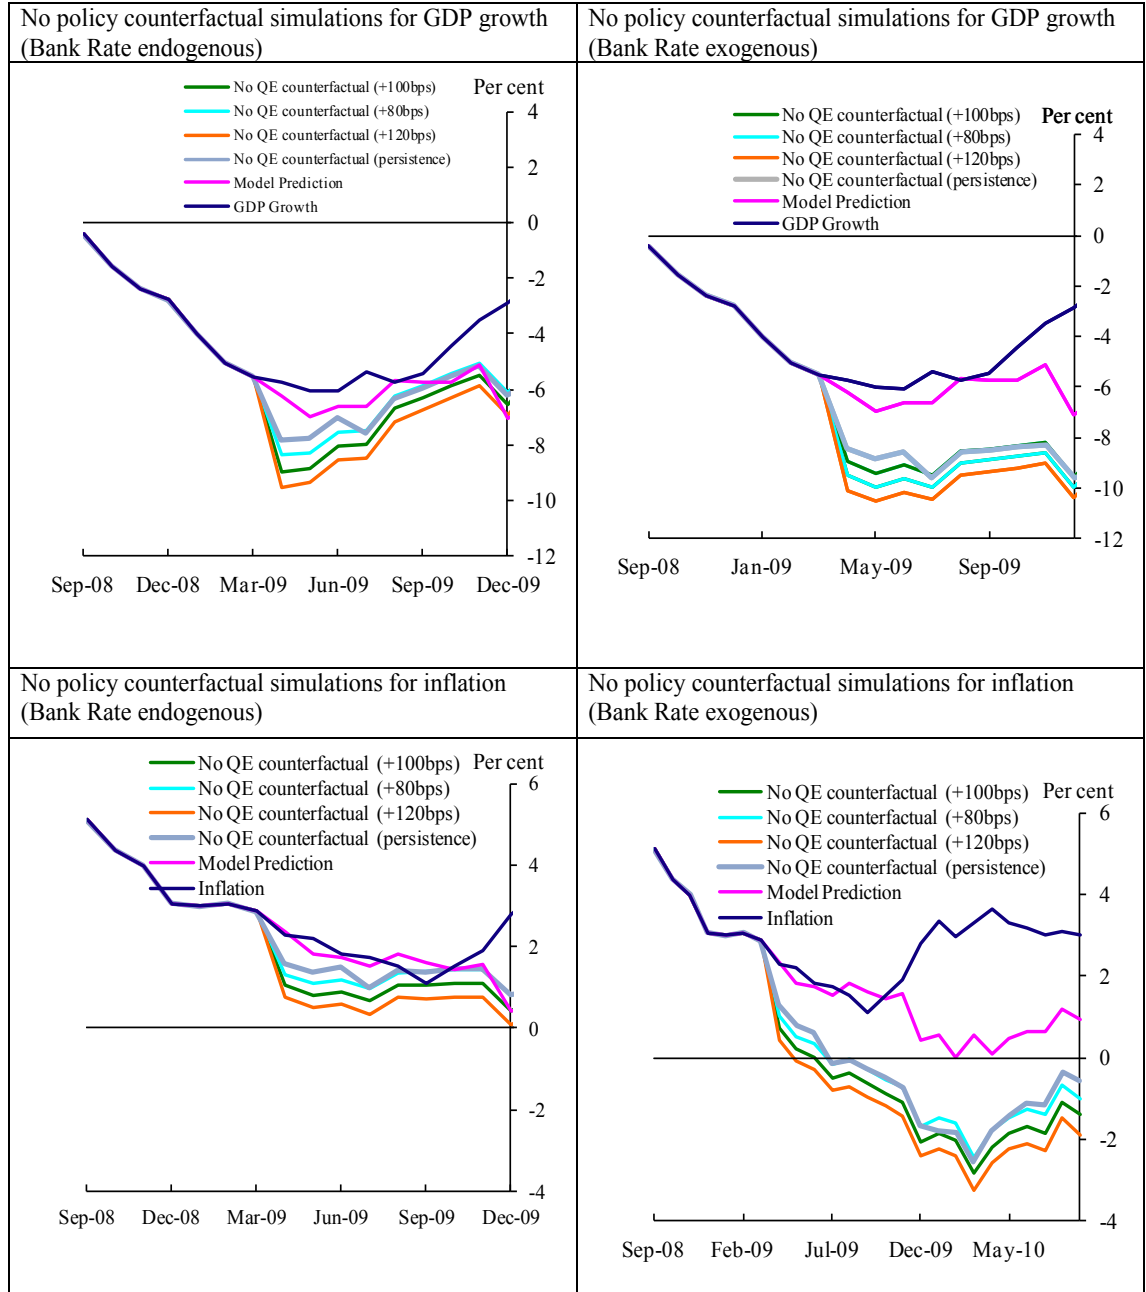 No policy counterfactual simulations for GDP growth
(Bank Rate endogenous)
No QE counterfactual (+100bps)
No QE counterfactual (+80bps)
No QE counterfactual (+120bps)
No QE counterfactual (persistence)
Model Prediction
GDP Growth
Per cent
4
2
0
-2
-4
-6
-8
-10
-12
Sep-08 Dec-08 Mar-09 Jun-09 Sep-09 Dec-09
No policy counterfactual simulations for GDP growth
(Bank Rate exogenous)
No QE counterfactual (+100bps)
No QE counterfactual (+80bps)
No QE counterfactual (+120bps)
No QE counterfactual (persistence)
Model Prediction
GDP Growth
Per cent
4
2
0
-2
-4
-6
-8
-10
-12
Sep-08 Jan-09 May-09 Sep-09
No policy counterfactual simulations for inflation
(Bank Rate endogenous)
No QE counterfactual (+100bps)
No QE counterfactual (+80bps)
No QE counterfactual (+120bps)
No QE counterfactual (persistence)
Model Prediction
Inflation
Per cent
6
4
2
0
-2
-4
Sep-08 Dec-08 Mar-09 Jun-09 Sep-09 Dec-09
No policy counterfactual simulations for inflation
(Bank Rate exogenous)
No QE counterfactual (+100bps)
No QE counterfactual (+80bps)
No QE counterfactual (+120bps)
No QE counterfactual (persistence)
Model Prediction
Inflation
Per cent
6
4
2
0
-2
-4
Sep-08 Feb-09 Jul-09 Dec-09 May-10